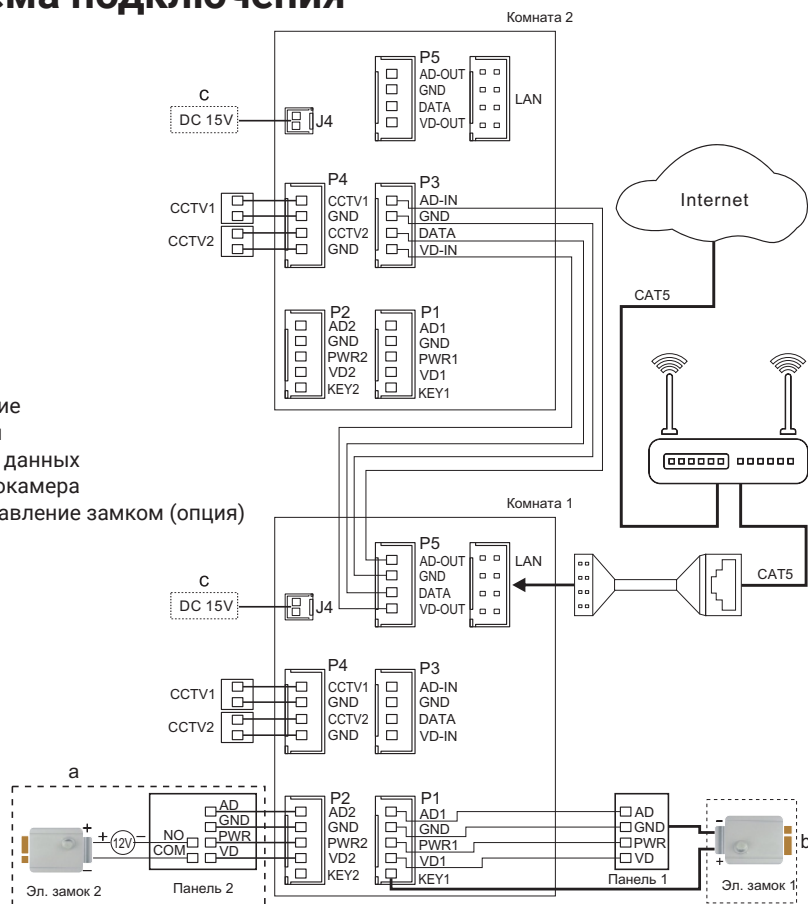 ема подключения
Комната 2
P5
AD-OUT
GND
DATA
VD-OUT
LAN
c
DC 15V
J4
P4
CCTV1
GND
CCTV2
GND
CCTV1
CCTV2
P3
AD-IN
GND
DATA
VD-IN
Internet
CAT5
P2
AD2
GND
PWR2
VD2
KEY2
P1
AD1
GND
PWR1
VD1
KEY1
ие
данных
окамера
авление замком (опция)
Комната 1
P5
AD-OUT
GND
DATA
VD-OUT
LAN
CAT5
c
DC 15V
J4
P4
CCTV1
GND
CCTV2
GND
CCTV1
CCTV2
P3
AD-IN
GND
DATA
VD-IN
a
+
–
+ 12V –
NO
COM
AD
GND
PWR
VD
Эл. замок 2
Панель 2
P2
AD2
GND
PWR2
VD2
KEY2
P1
AD1
GND
PWR1
VD1
KEY1
AD
GND
PWR
VD
Панель 1
–
+
b
Эл. замок 1